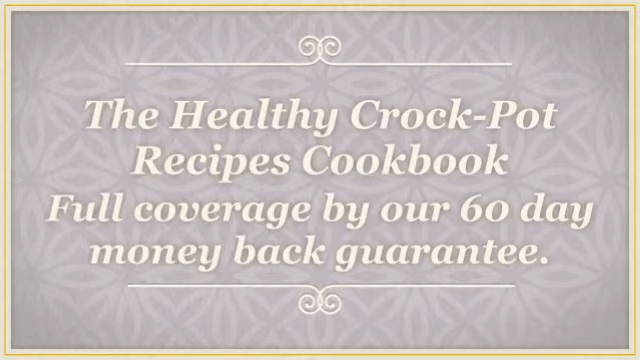 The Healthy Crock-Pot
Recipes Cookbook
Full coverage by our 60 day
money back guarantee.